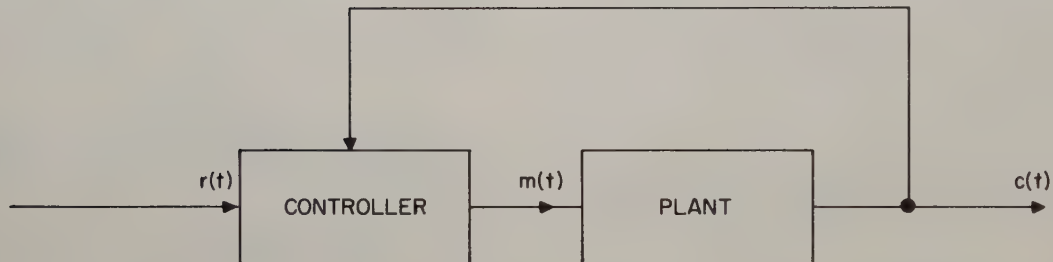 r(t)
CONTROLLER
m(t)
PLANT
c(t)